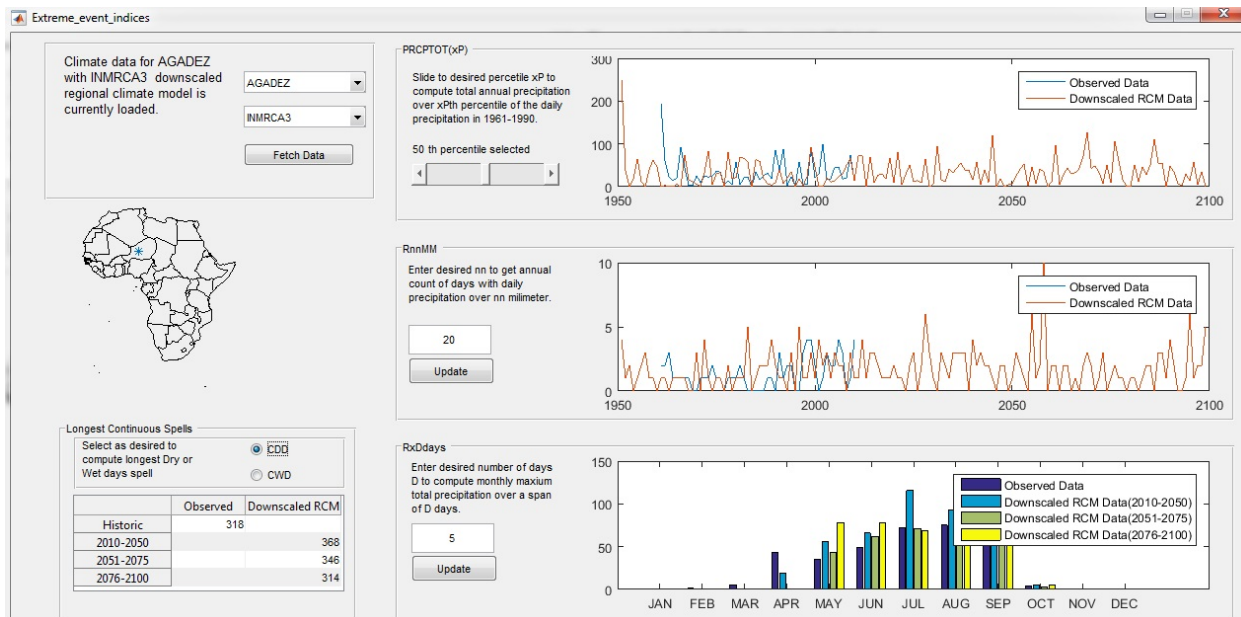 Extreme_event_indices
Climate data for AGADEZ
with INMRCA3 downscaled
regional climate model is
currently loaded.
AGADEZ
INMRCA3
Fetch Data
Longest Continuous Spells
Select as desired to
compute longest Dry or
Wet days spell
CDD
CWD
Observed Downscaled RCM
Historic 318
2010-2050 368
2051-2075 346
2076-2100 314
PRCPTOT(xP)
Slide to desired percetile xP to
compute total annual precipitation
over xPth percentile of the daily
precipitation in 1961-1990.
50 th percentile selected
300
200
100
0
1950 2000 2050 2100
Observed Data
Downscaled RCM Data
RnnMM
Enter desired nn to get annual
count of days with daily
precipitation over nn milimeter.
20
Update
10
5
0
1950 2000 2050 2100
Observed Data
Downscaled RCM Data
RxDdays
Enter desired number of days
D to compute monthly maxium
total precipitation over a span
of D days.
5
Update
150
100
50
0
JAN FEB MAR APR MAY JUN JUL AUG SEP OCT NOV DEC
Observed Data
Downscaled RCM Data(2010-2050)
Downscaled RCM Data(2051-2075)
Downscaled RCM Data(2076-2100)